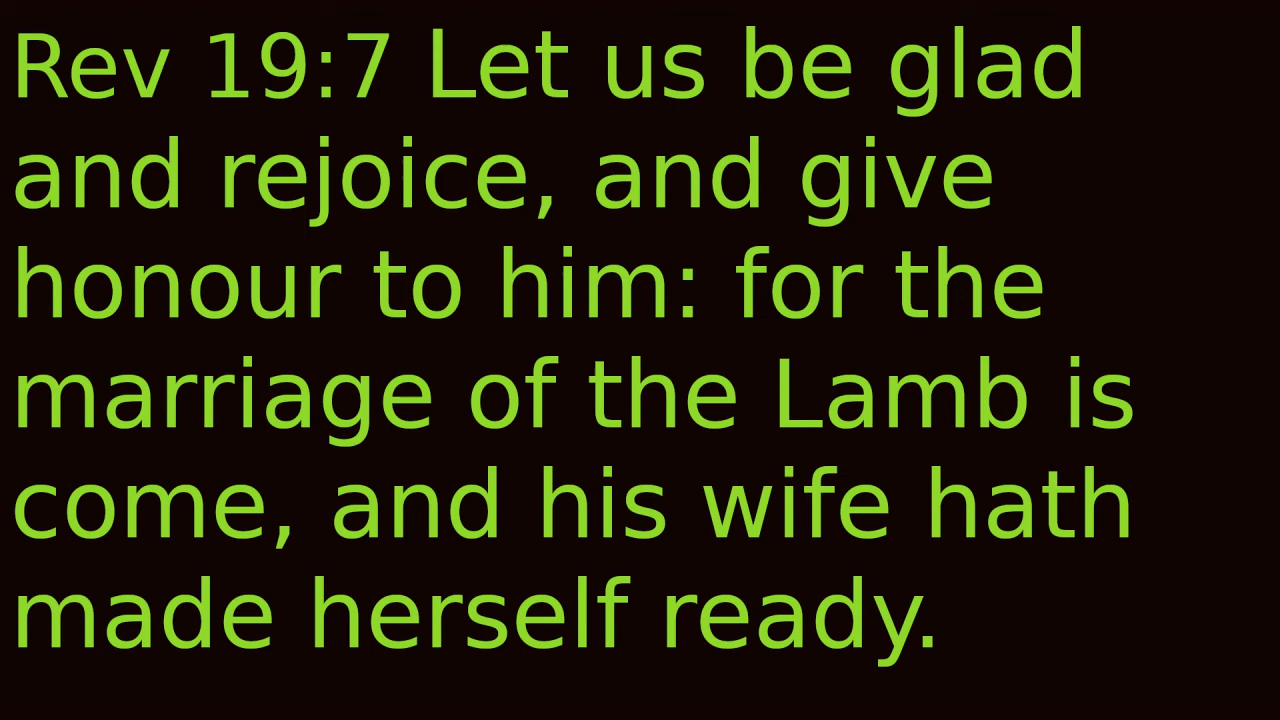 Rev 19:7 Let us be glad
and rejoice, and give
honour to him: for the
marriage of the Lamb is
come, and his wife hath
made herself ready.